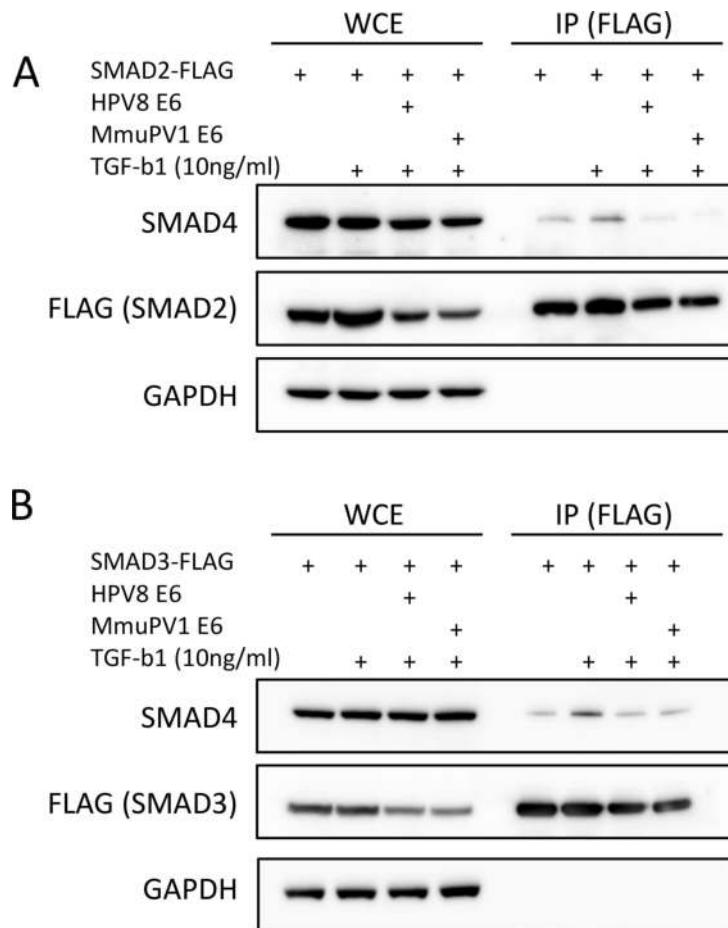 A
WCE IP (FLAG)
SMAD2-FLAG + + + + + + + +
HPV8 E6 + +
MmuPV1 E6 + +
TGF-b1 (10ng/ml) + + + + + +
SMAD4
FLAG (SMAD2)
GAPDH
B
WCE IP (FLAG)
SMAD3-FLAG + + + + + + + +
HPV8 E6 + +
MmuPV1 E6 + +
TGF-b1 (10ng/ml) + + + + + +
SMAD4
FLAG (SMAD3)
GAPDH